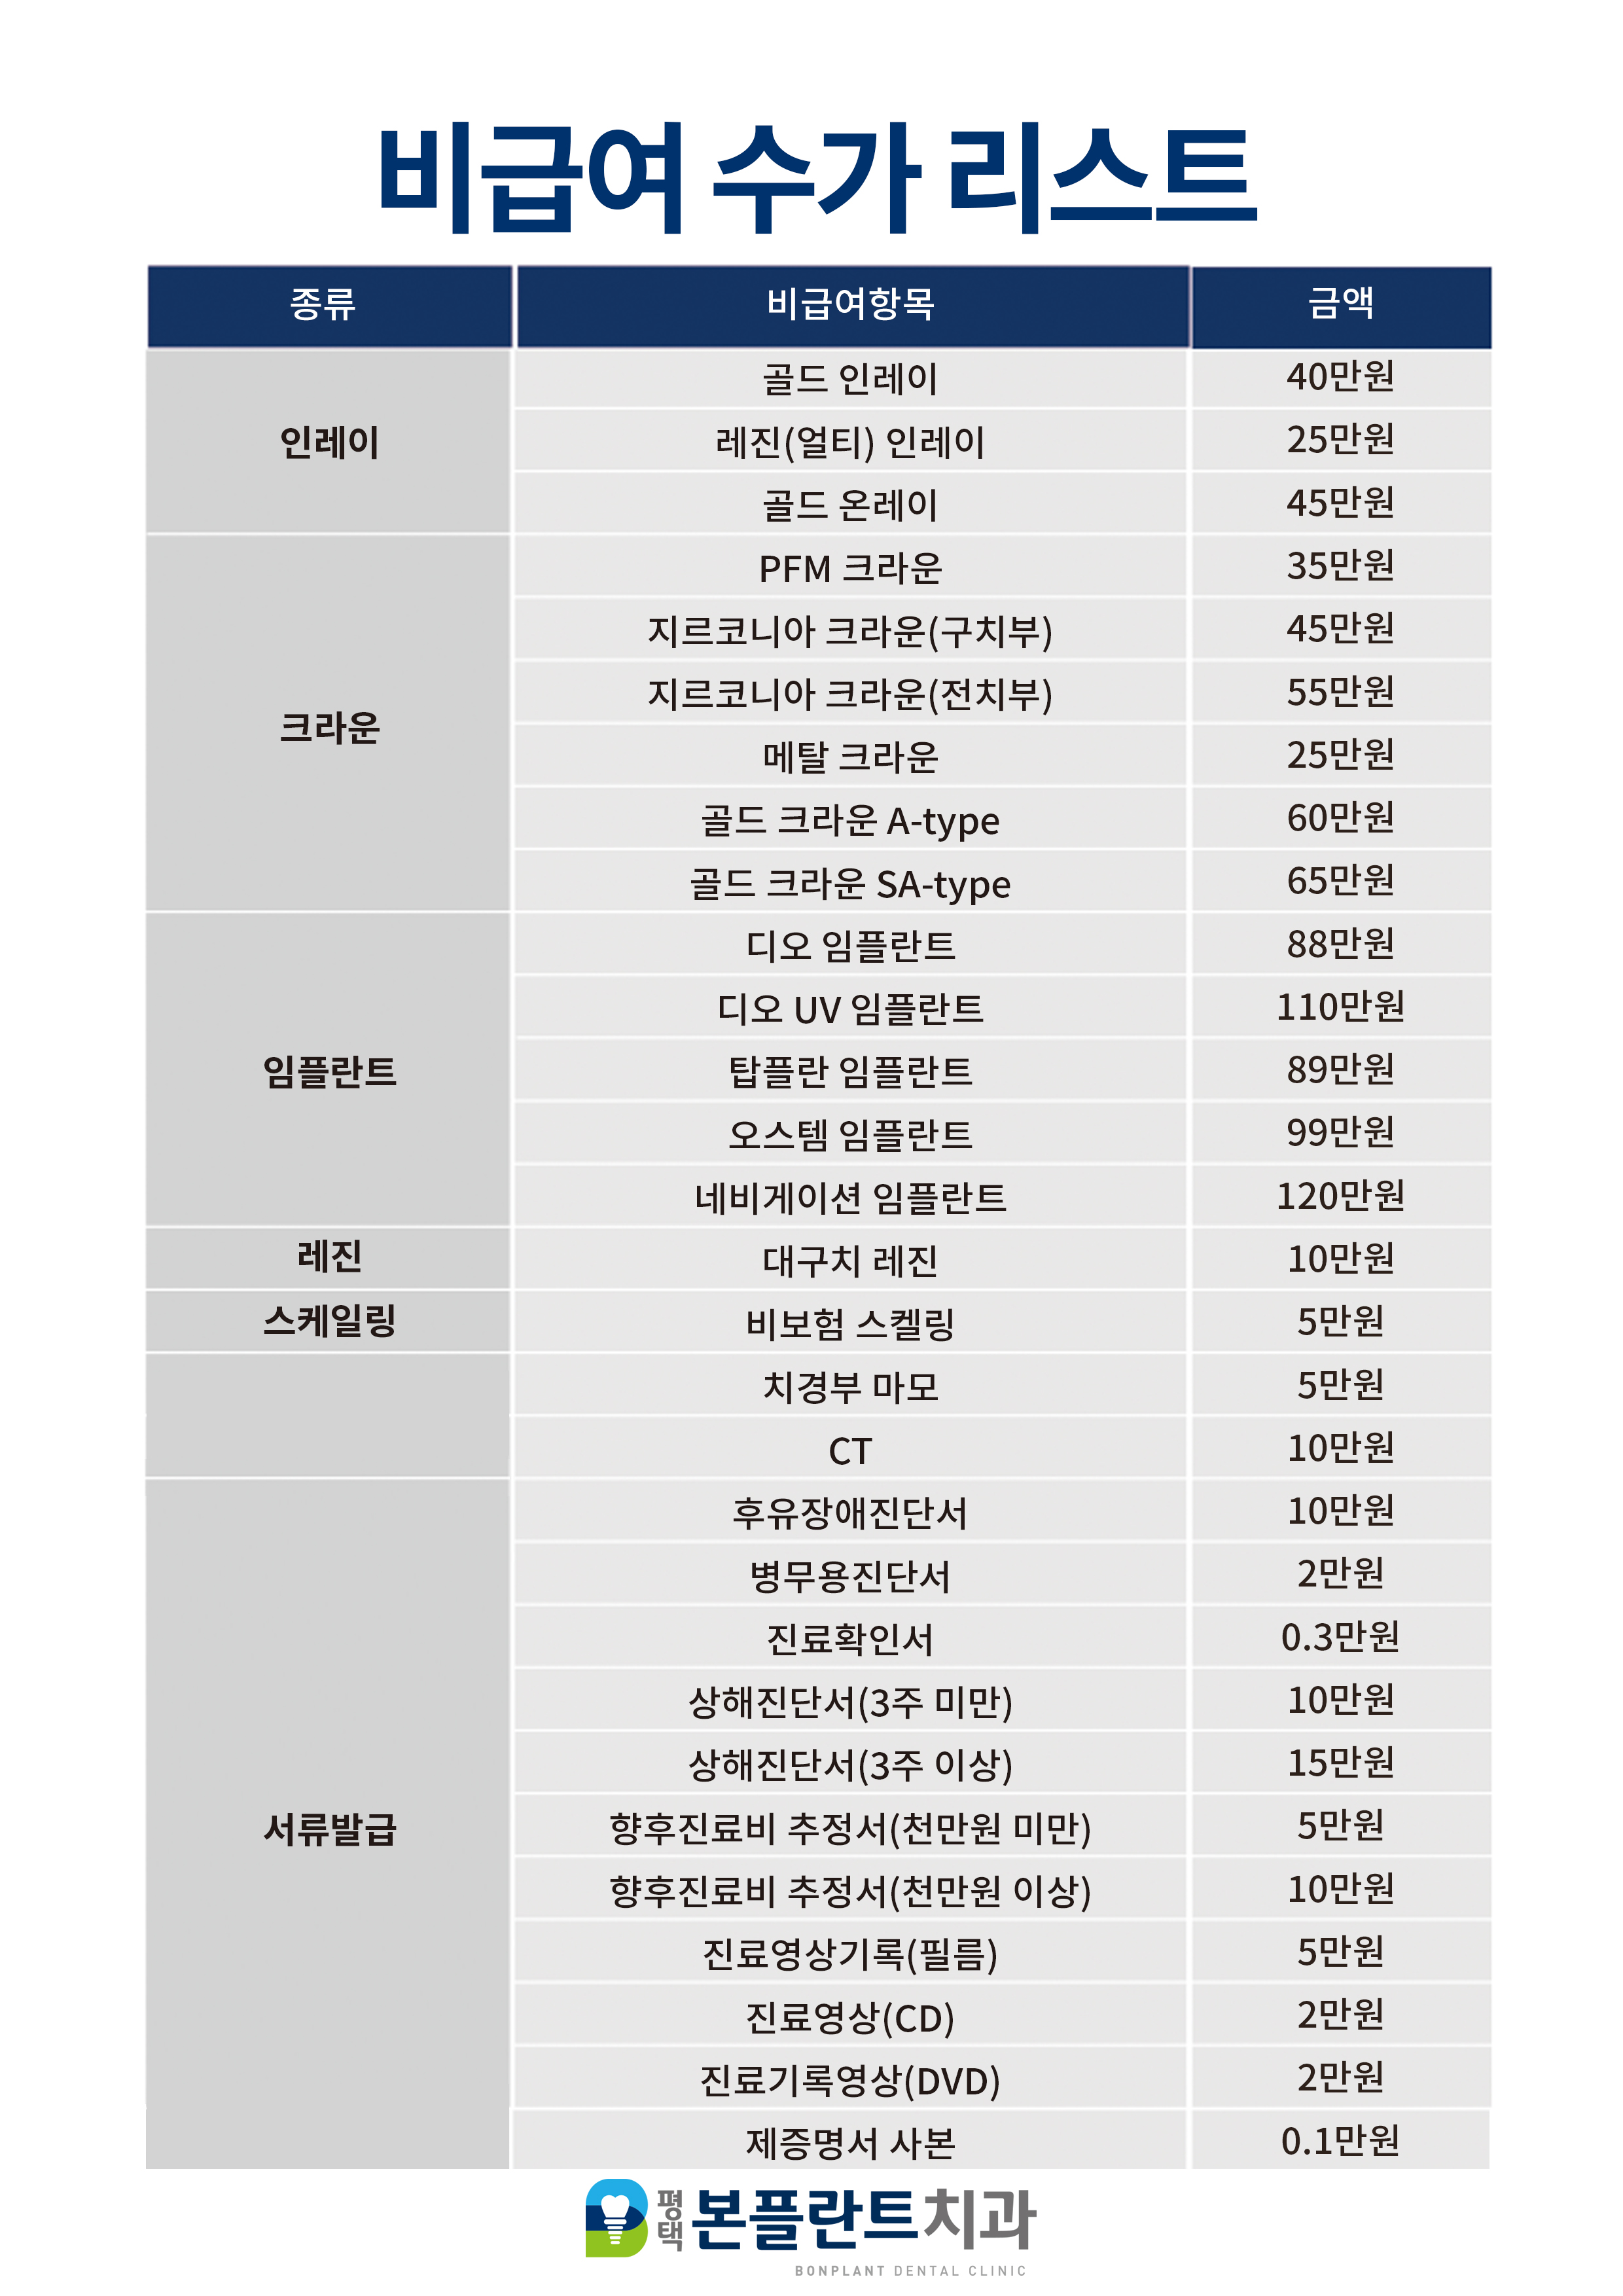 비급여 수가 리스트
종류 비급여항목 금액
인레이
골드 인레이 40만원
레진(얼티) 인레이 25만원
골드 온레이 45만원
크라운
PFM 크라운 35만원
지르코니아 크라운(구치부) 45만원
지르코니아 크라운(전치부) 55만원
메탈 크라운 25만원
골드 크라운 A-type 60만원
골드 크라운 SA-type 65만원
임플란트
디오 임플란트 88만원
디오 UV 임플란트 110만원
탑플란 임플란트 89만원
오스템 임플란트 99만원
네비게이션 임플란트 120만원
레진 대구치 레진 10만원
스케일링 비보험 스켈링 5만원
치경부 마모 5만원
CT 10만원
서류발급
후유장애진단서 10만원
병무용진단서 2만원
진료확인서 0.3만원
상해진단서(3주 미만) 10만원
상해진단서(3주 이상) 15만원
향후진료비 추정서(천만원 미만) 5만원
향후진료비 추정서(천만원 이상) 10만원
진료영상기록(필름) 5만원
진료영상(CD) 2만원
진료기록영상(DVD) 2만원
제증명서 사본 0.1만원
평택 본플란트치과
BONPLANT DENTAL CLINIC